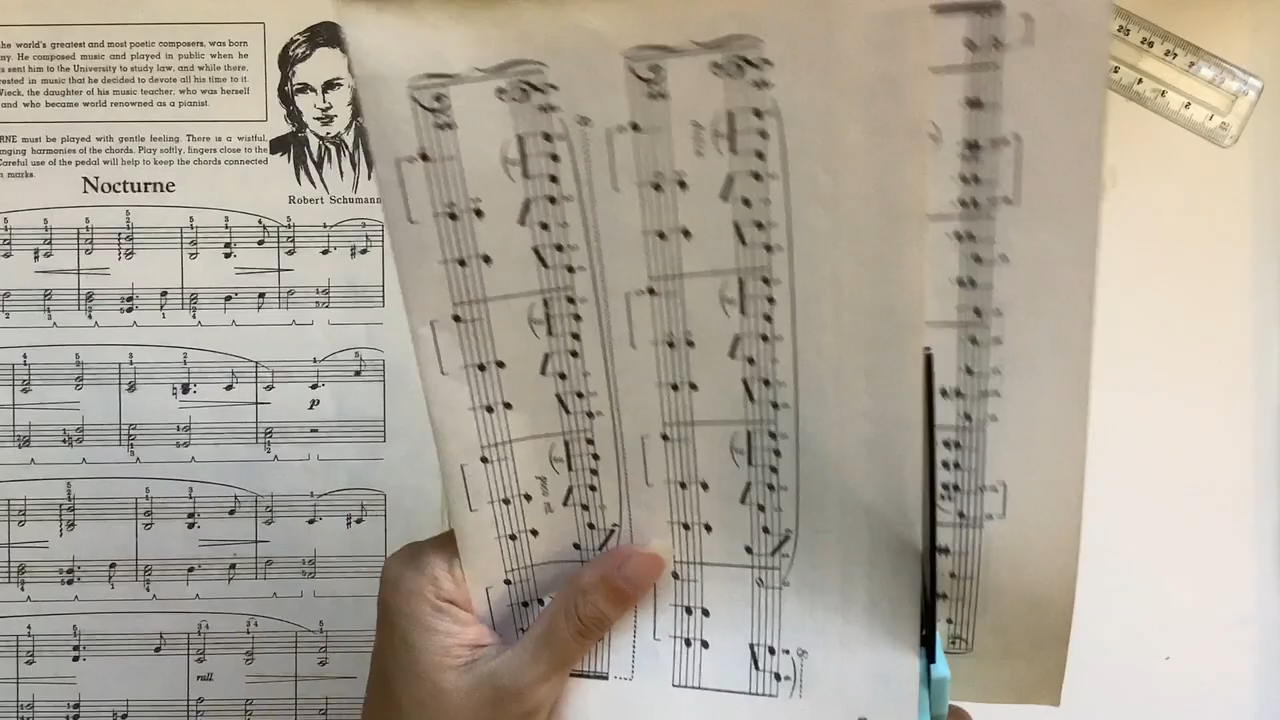 he world's greatest and most poetic composers, was born
ny. He composed music and played in public when he
s sent him to the University to study law, and while there,
rested in music that he decided to devote all his time to it.
Wieck, the daughter of his music teacher, who was herself
and who became world renowned as a pianist.
RNE must be played with gentle feeling. There is a wistful,
nging harmonies of the chords. Play softly, fingers close to the
Careful use of the pedal will help to keep the chords connected
n marks.
Nocturne
Robert Schumann
p
rall.